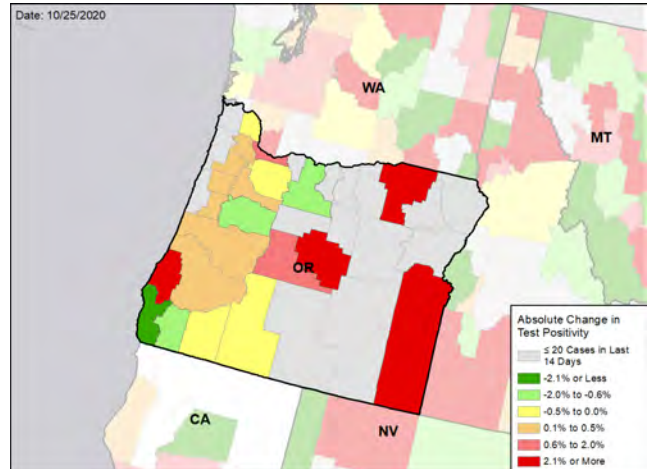 Date: 10/25/2020
WA
MT
OR
CA
NV
Absolute Change in
Test Positivity
≤ 20 Cases in Last
14 Days
-2.1% or Less
-2.0% to -0.6%
-0.5% to 0.0%
0.1% to 0.5%
0.6% to 2.0%
2.1% or More